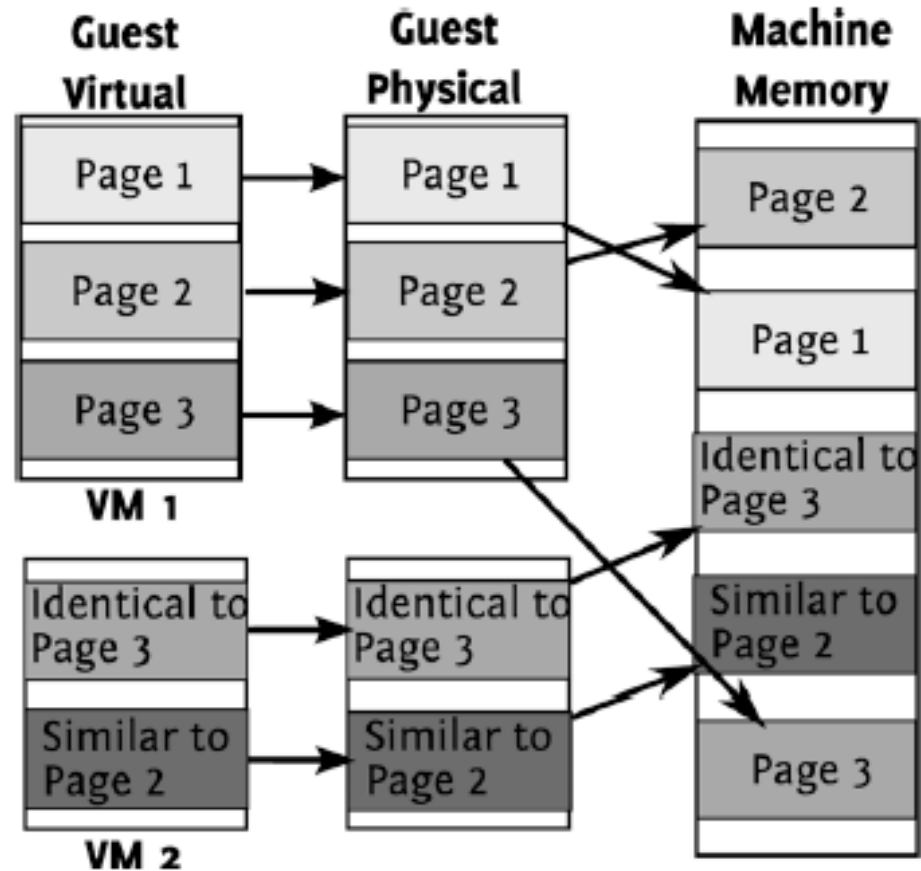 Guest
Virtual
Guest
Physical
Machine
Memory
Page 1
Page 2
Page 3
VM 1
Page 1
Page 2
Page 3
Identical to
Page 3
Similar to
Page 2
VM 2
Identical to
Page 3
Similar to
Page 2
Page 2
Page 1
Identical to
Page 3
Similar to
Page 2
Page 3